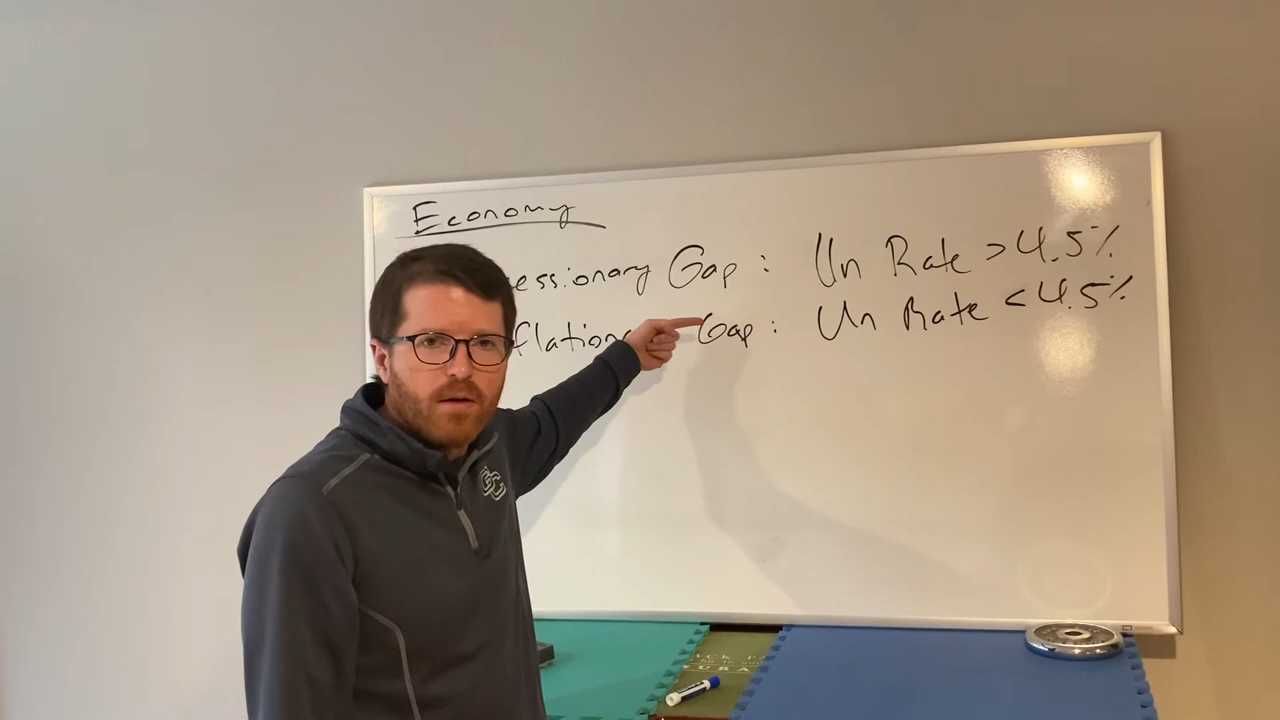 Economy
essionary Gap : Un Rate > 4.5%
flation Gap : Un Rate < 4.5%